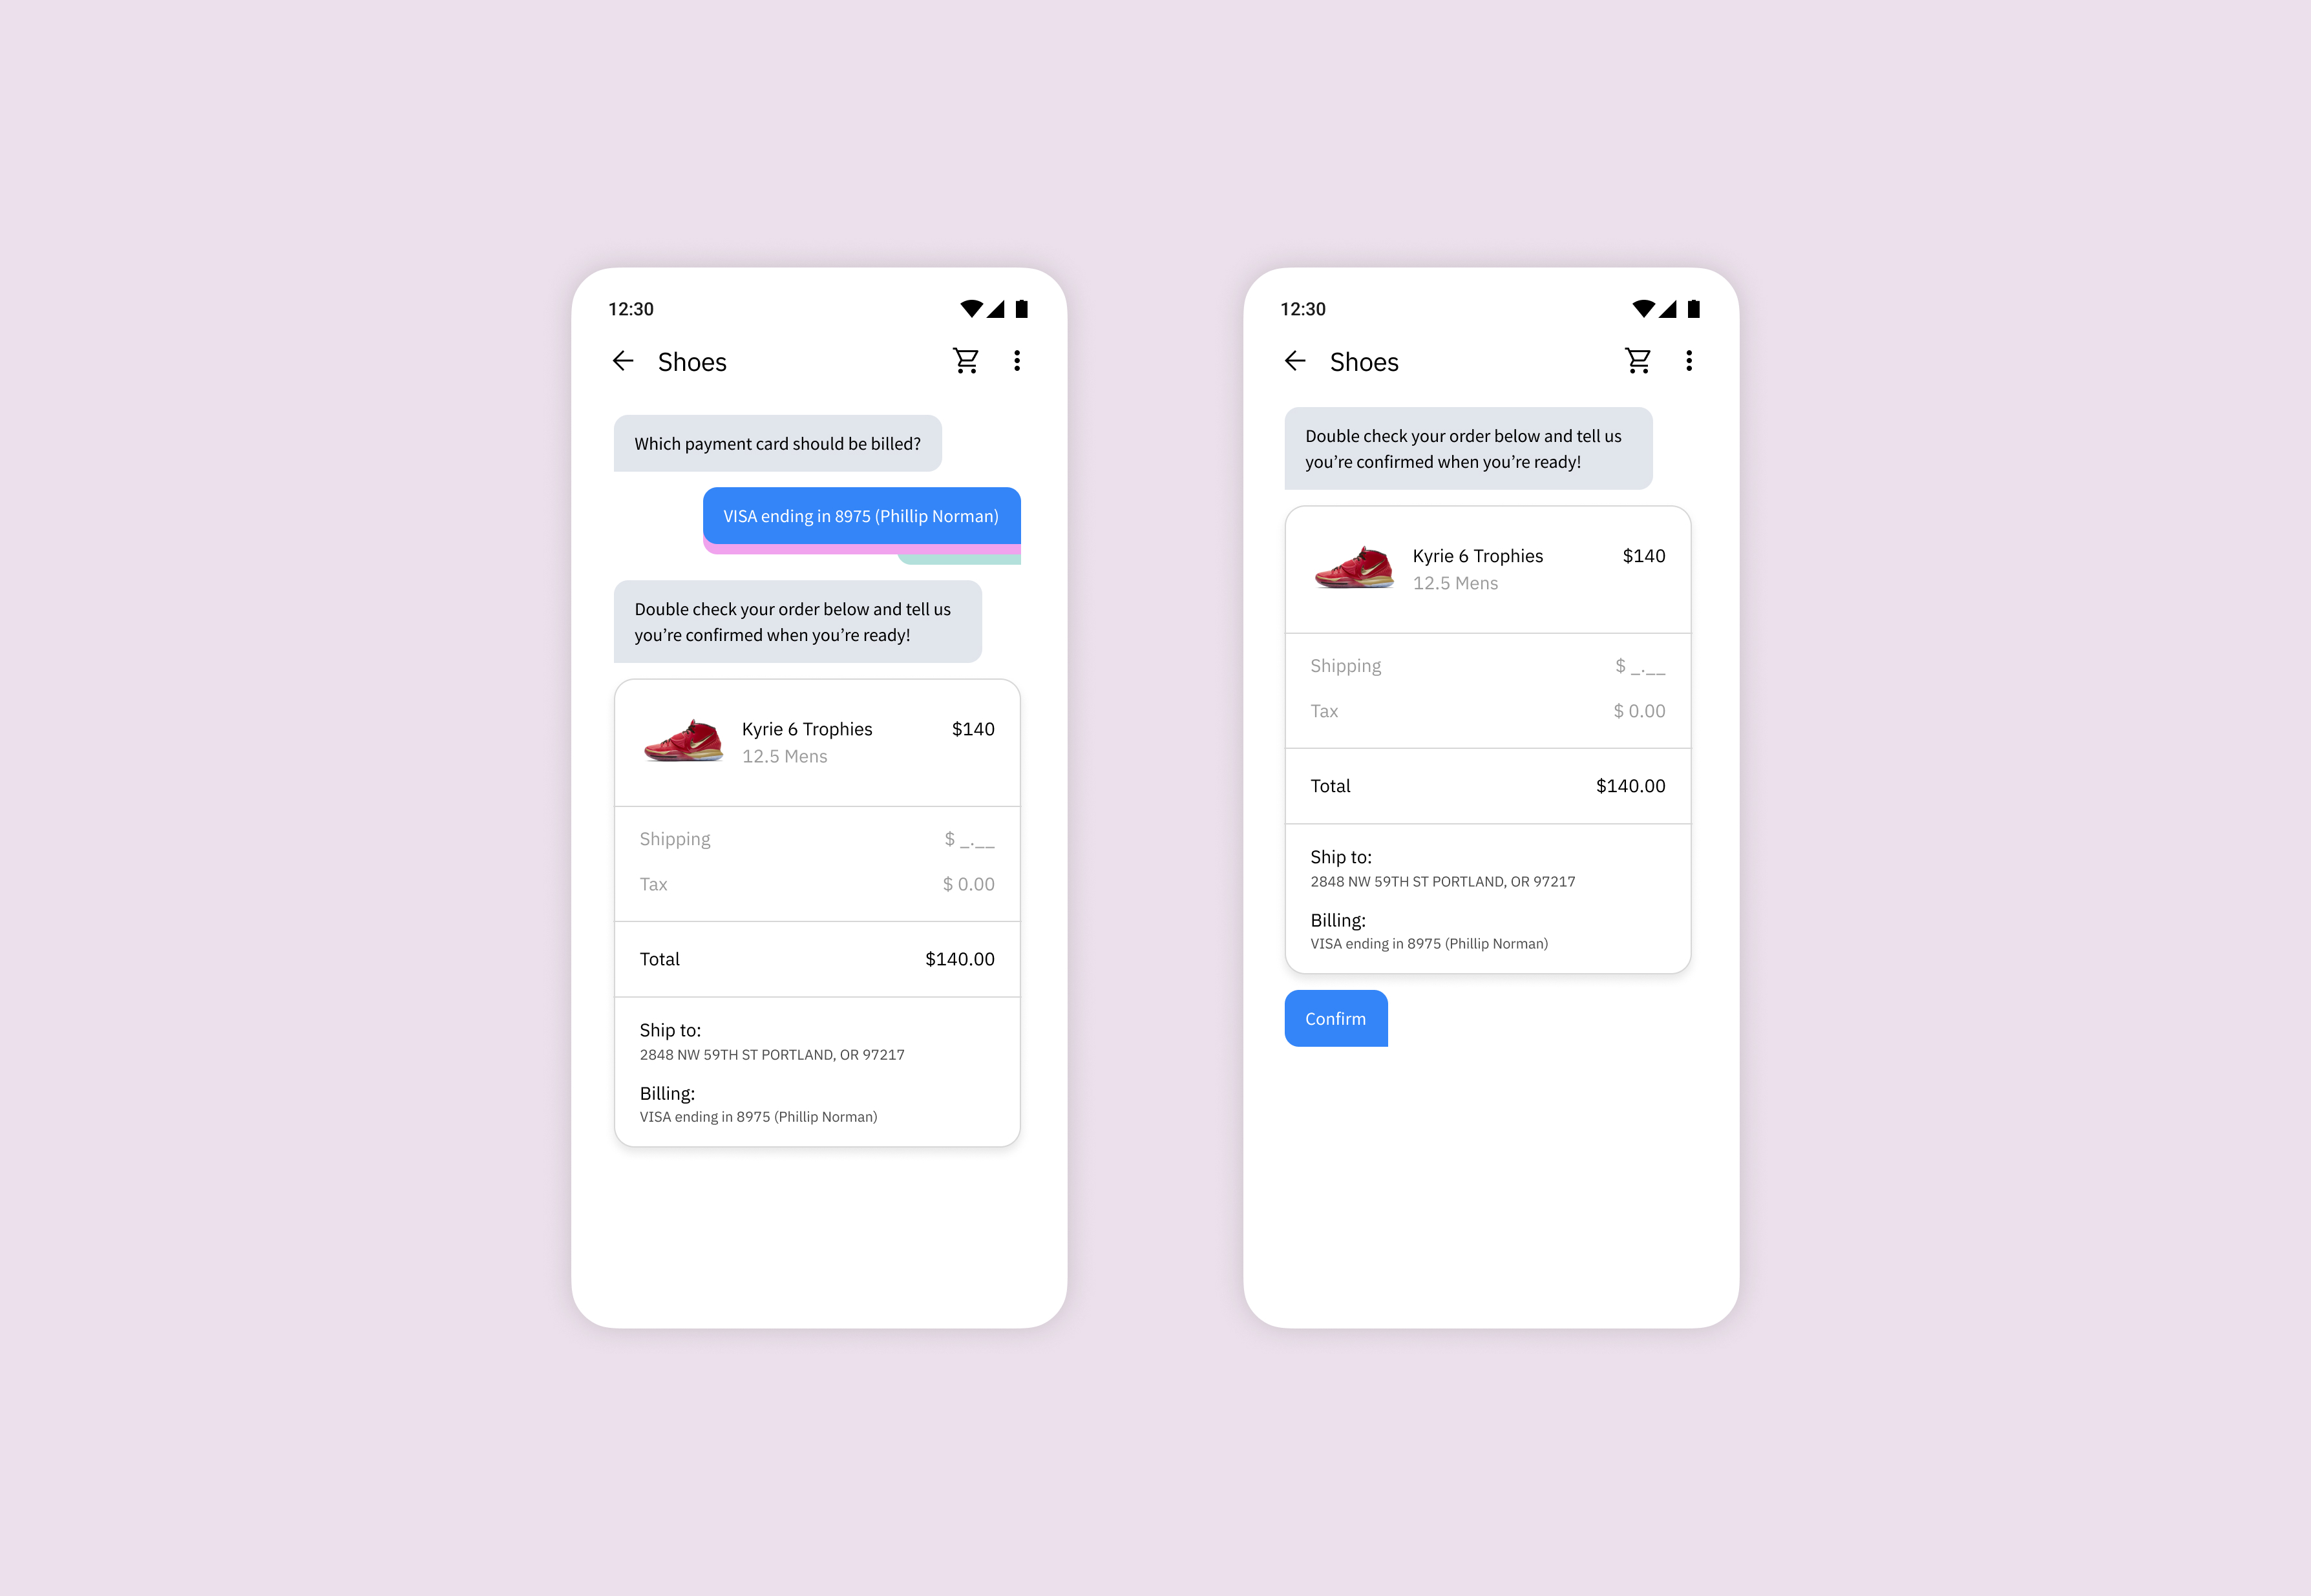 12:30
Shoes
Which payment card should be billed?
VISA ending in 8975 (Phillip Norman)
Double check your order below and tell us
you’re confirmed when you’re ready!
Kyrie 6 Trophies
$140
12.5 Mens
Shipping
$ _.__
Tax
$ 0.00
Total
$140.00
Ship to:
2848 NW 59TH ST PORTLAND, OR 97217
Billing:
VISA ending in 8975 (Phillip Norman)
12:30
Shoes
Double check your order below and tell us
you’re confirmed when you’re ready!
Kyrie 6 Trophies
$140
12.5 Mens
Shipping
$ _.__
Tax
$ 0.00
Total
$140.00
Ship to:
2848 NW 59TH ST PORTLAND, OR 97217
Billing:
VISA ending in 8975 (Phillip Norman)
Confirm